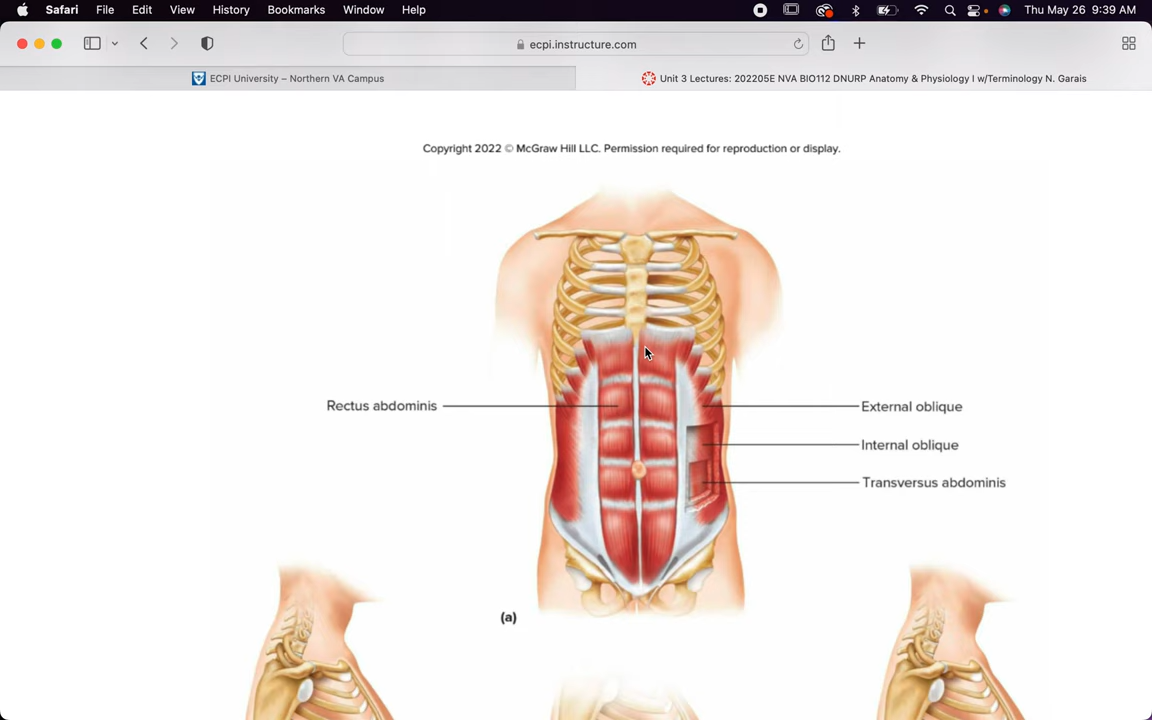 Safari File Edit View History Bookmarks Window Help Thu May 26 9:39 AM
ecpi.instructure.com
ECPI University – Northern VA Campus
Unit 3 Lectures: 202205E NVA BIO112 DNURP Anatomy & Physiology I w/Terminology N. Garais
Copyright 2022 © McGraw Hill LLC. Permission required for reproduction or display.
Rectus abdominis
External oblique
Internal oblique
Transversus abdominis
(a)